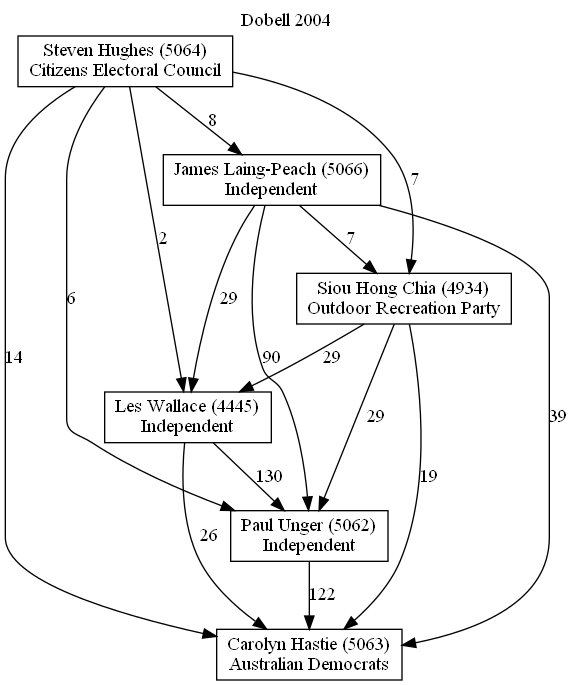 Dobell 2004
Steven Hughes (5064)
Citizens Electoral Council
8
James Laing-Peach (5066)
Independent
7
7
Siou Hong Chia (4934)
Outdoor Recreation Party
2
6
29
14
90
29
Les Wallace (4445)
Independent
29
39
130
19
Paul Unger (5062)
Independent
26
122
Carolyn Hastie (5063)
Australian Democrats